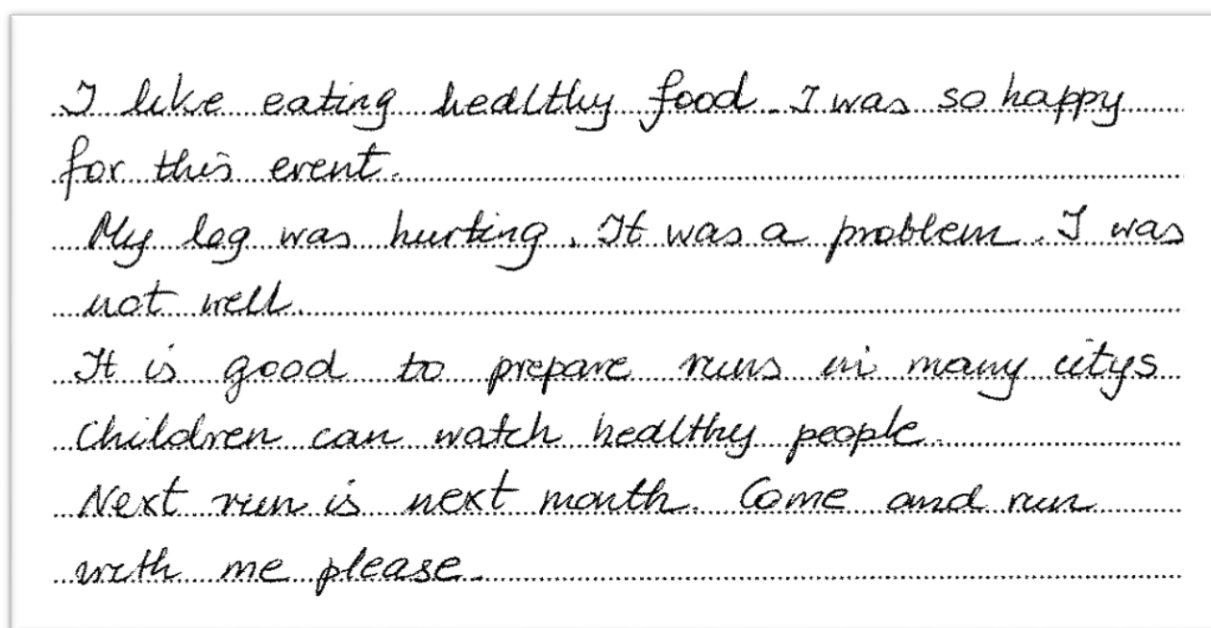 I like eating healthy food. I was so happy
for this event.
My leg was hurting. It was a problem. I was
not well.
It is good to prepare runs in many citys
Children can watch healthy people.
Next run is next month. Come and run
with me please.